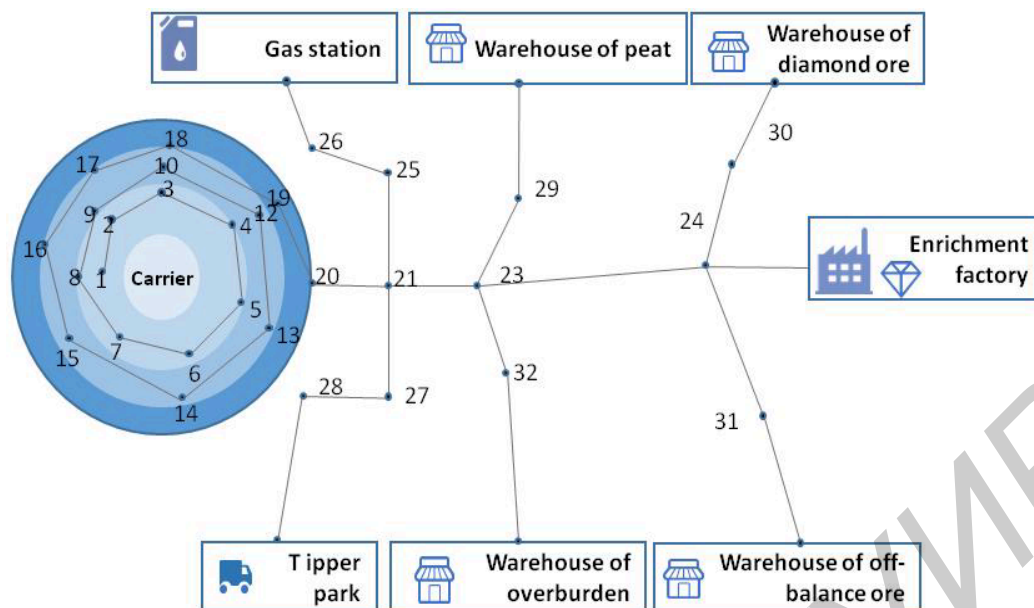 Gas station
Warehouse of peat
Warehouse of
diamond ore
26
25
29
30
18
17
10
3
19
9
2
4
12
24
16
8
1
Carrier
20
21
23
Enrichment
factory
5
13
7
15
6
14
28
27
32
31
T ipper
park
Warehouse of
overburden
Warehouse of off-
balance ore